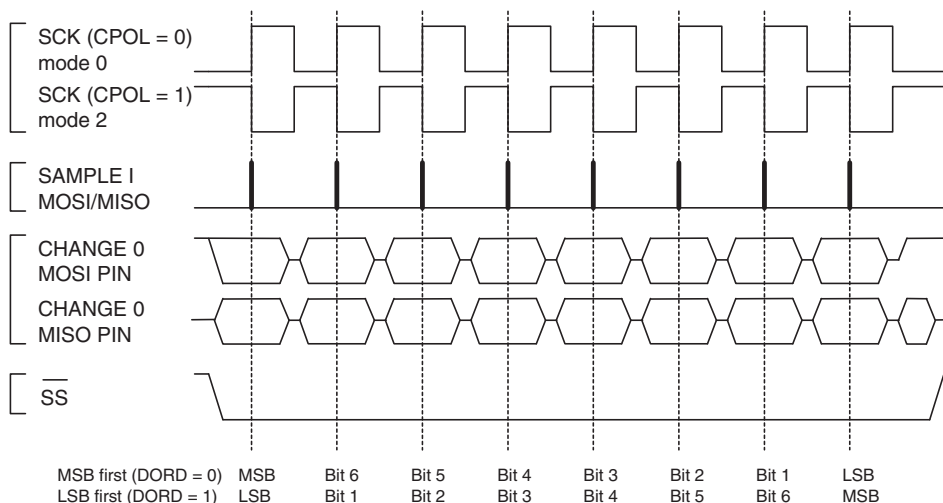 SCK (CPOL = 0)
mode 0
SCK (CPOL = 1)
mode 2
SAMPLE I
MOSI/MISO
CHANGE 0
MOSI PIN
CHANGE 0
MISO PIN
SS
MSB first (DORD = 0) MSB Bit 6 Bit 5 Bit 4 Bit 3 Bit 2 Bit 1 LSB
LSB first (DORD = 1) LSB Bit 1 Bit 2 Bit 3 Bit 4 Bit 5 Bit 6 MSB